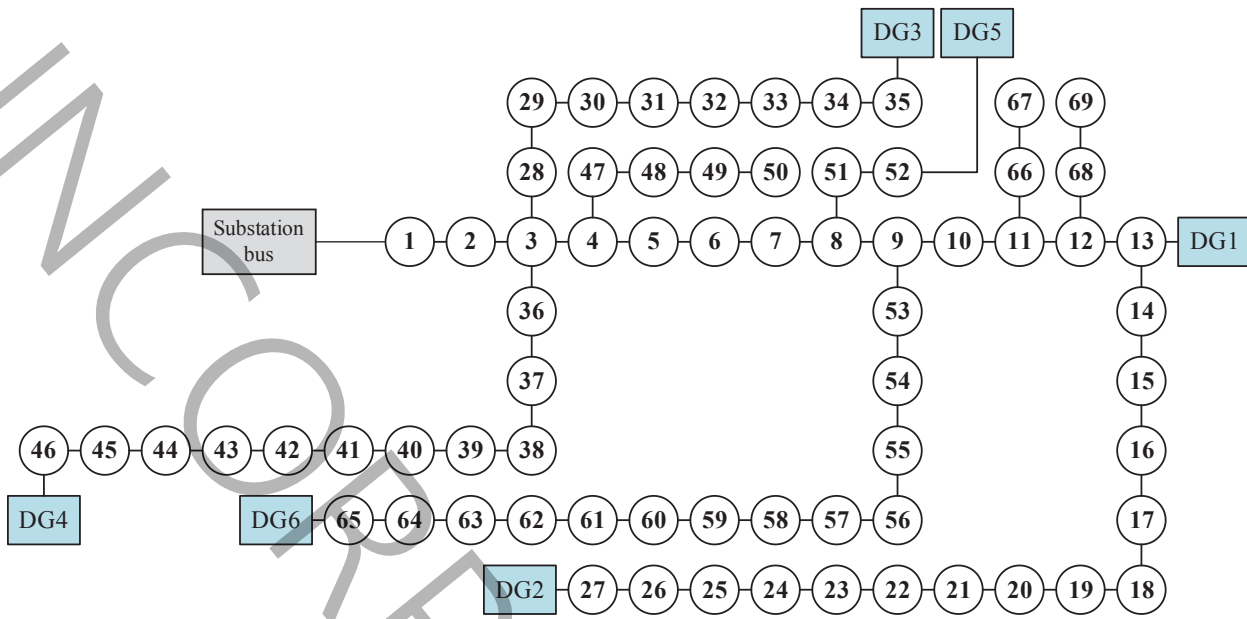 DG3 DG5
29 30 31 32 33 34 35 67 69
28 47 48 49 50 51 52 66 68
Substation
bus
1 2 3 4 5 6 7 8 9 10 11 12 13 DG1
36 53 14
37 54 15
46 45 44 43 42 41 40 39 38 55 16
DG4 DG6 65 64 63 62 61 60 59 58 57 56 17
DG2 27 26 25 24 23 22 21 20 19 18
INCORR